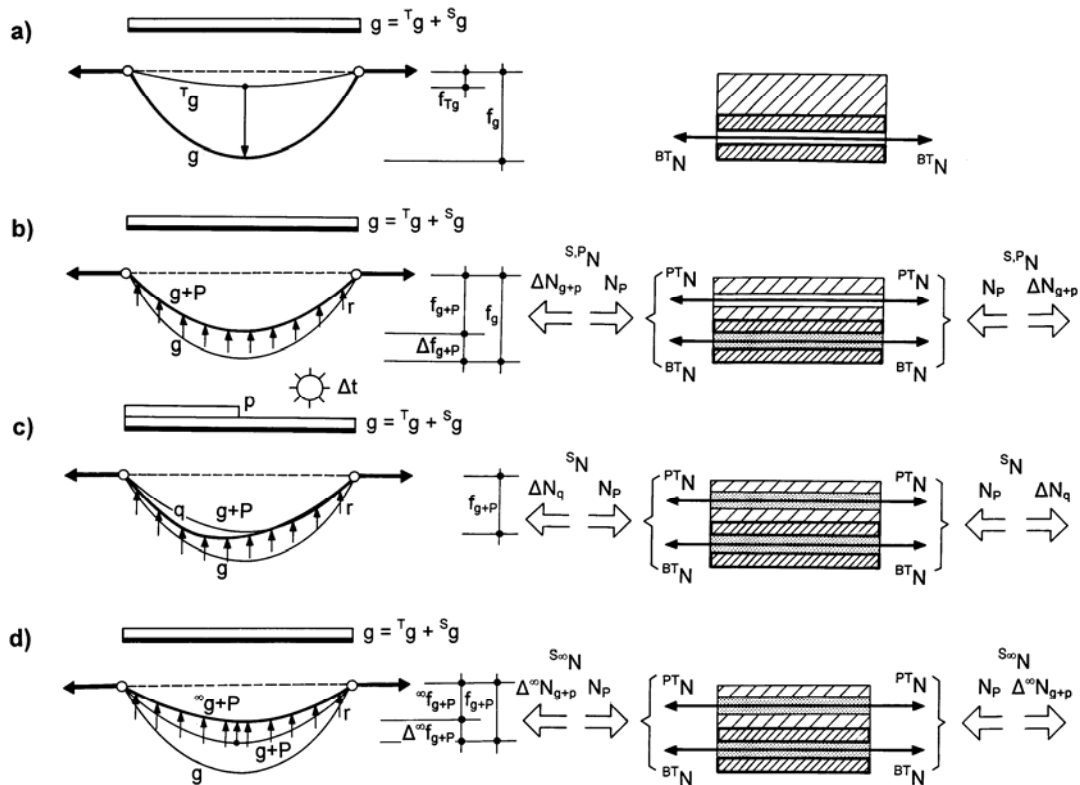 a)
g = ᵀg + ˢg
ᵀg
g
f_Tg
f_g
ᴮᵀN
ᴮᵀN
b)
g = ᵀg + ˢg
g+P
g
r
f_g+P
f_g
Δf_g+P
S,P N
ΔN_g+p N_P
ᴾᵀN
ᴮᵀN
ᴾᵀN
ᴮᵀN
S,P N
N_P ΔN_g+p
Δt
c)
p
g = ᵀg + ˢg
q
g+P
g
r
f_g+P
ˢN
ΔN_q N_P
ᴾᵀN
ᴮᵀN
ᴾᵀN
ᴮᵀN
ˢN
N_P ΔN_q
d)
g = ᵀg + ˢg
∞g+P
g+P
g
r
∞f_g+P
f_g+P
Δ∞f_g+P
S∞N
Δ∞N_g+p N_P
ᴾᵀN
ᴮᵀN
ᴾᵀN
ᴮᵀN
S∞N
N_P Δ∞N_g+p